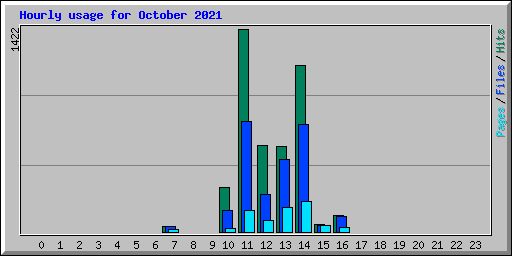 Hourly usage for October 2021
1422
Pages/Files/Hits
0 1 2 3 4 5 6 7 8 9 10 11 12 13 14 15 16 17 18 19 20 21 22 23